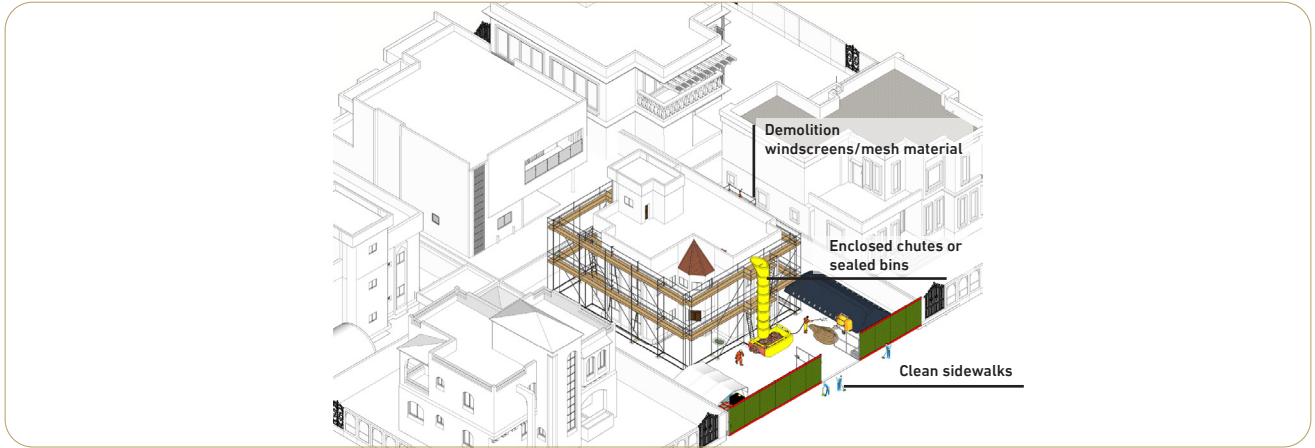 Demolition
windscreens/mesh material
Enclosed chutes or
sealed bins
Clean sidewalks